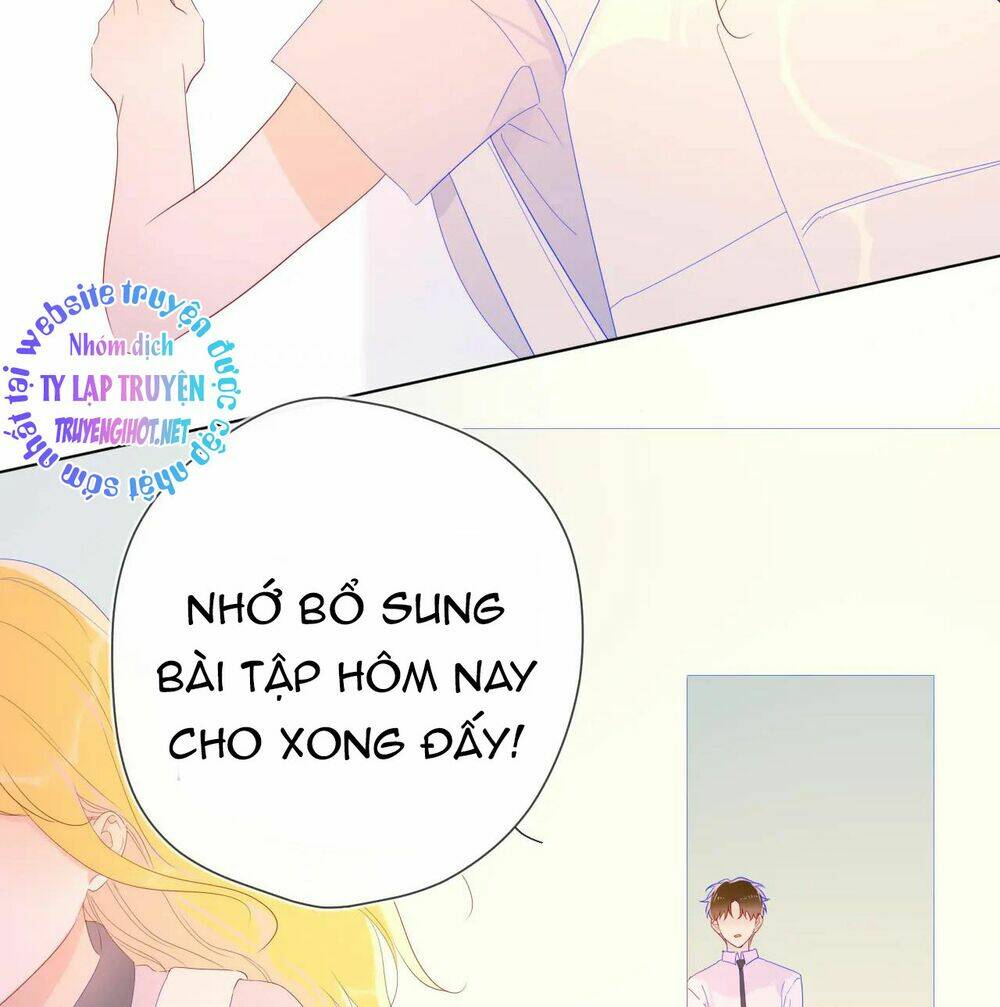 tại website truyện được cập nhật sớm nhất
Nhóm dịch
TY LAP TRUYỆN
TRUYENGIHOT.NET
NHỚ BỔ SUNG
BÀI TẬP HÔM NAY
CHO XONG ĐẤY!